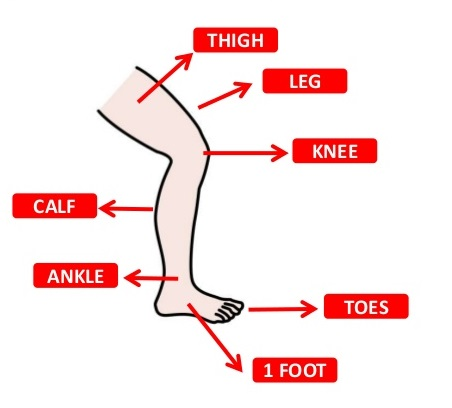 THIGH
LEG
KNEE
CALF
ANKLE
TOES
1 FOOT